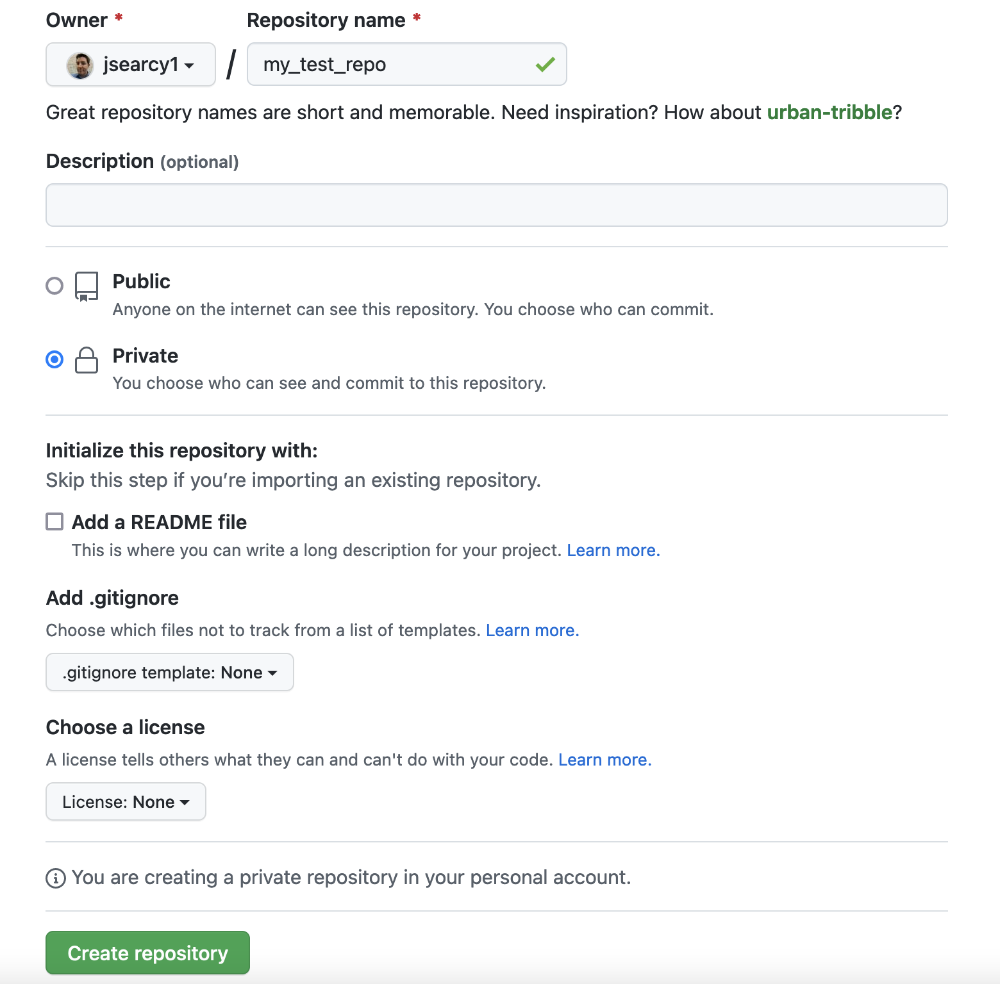 Owner * Repository name *
jsearcy1 / my_test_repo
Great repository names are short and memorable. Need inspiration? How about urban-tribble?
Description (optional)
Public
Anyone on the internet can see this repository. You choose who can commit.
Private
You choose who can see and commit to this repository.
Initialize this repository with:
Skip this step if you’re importing an existing repository.
Add a README file
This is where you can write a long description for your project. Learn more.
Add .gitignore
Choose which files not to track from a list of templates. Learn more.
.gitignore template: None
Choose a license
A license tells others what they can and can't do with your code. Learn more.
License: None
You are creating a private repository in your personal account.
Create repository